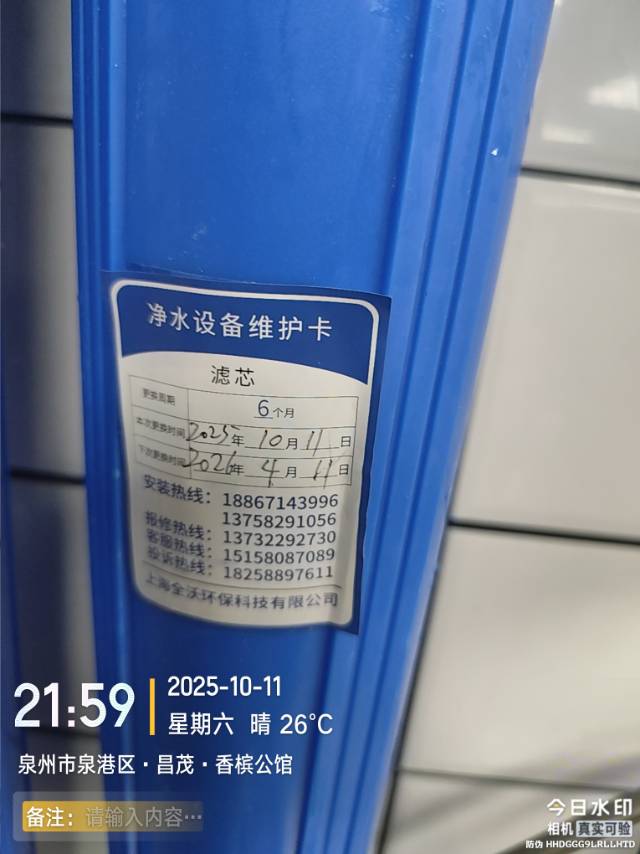 净水设备维护卡
滤芯
更换周期 6个月
本次更换时间 2025年 10月 11日
下次更换时间 2026年 4月 11日
安装热线: 18867143996
13758291056
报修热线: 13732292730
客服热线: 15158087089
投诉热线: 18258897611
上海全沃环保科技有限公司
21:59
2025-10-11
星期六 晴 26°C
泉州市泉港区·昌茂·香槟公馆
备注: 请输入内容…
今日水印
相机 真实可验
防伪 HHDGGG9LRLLHTD